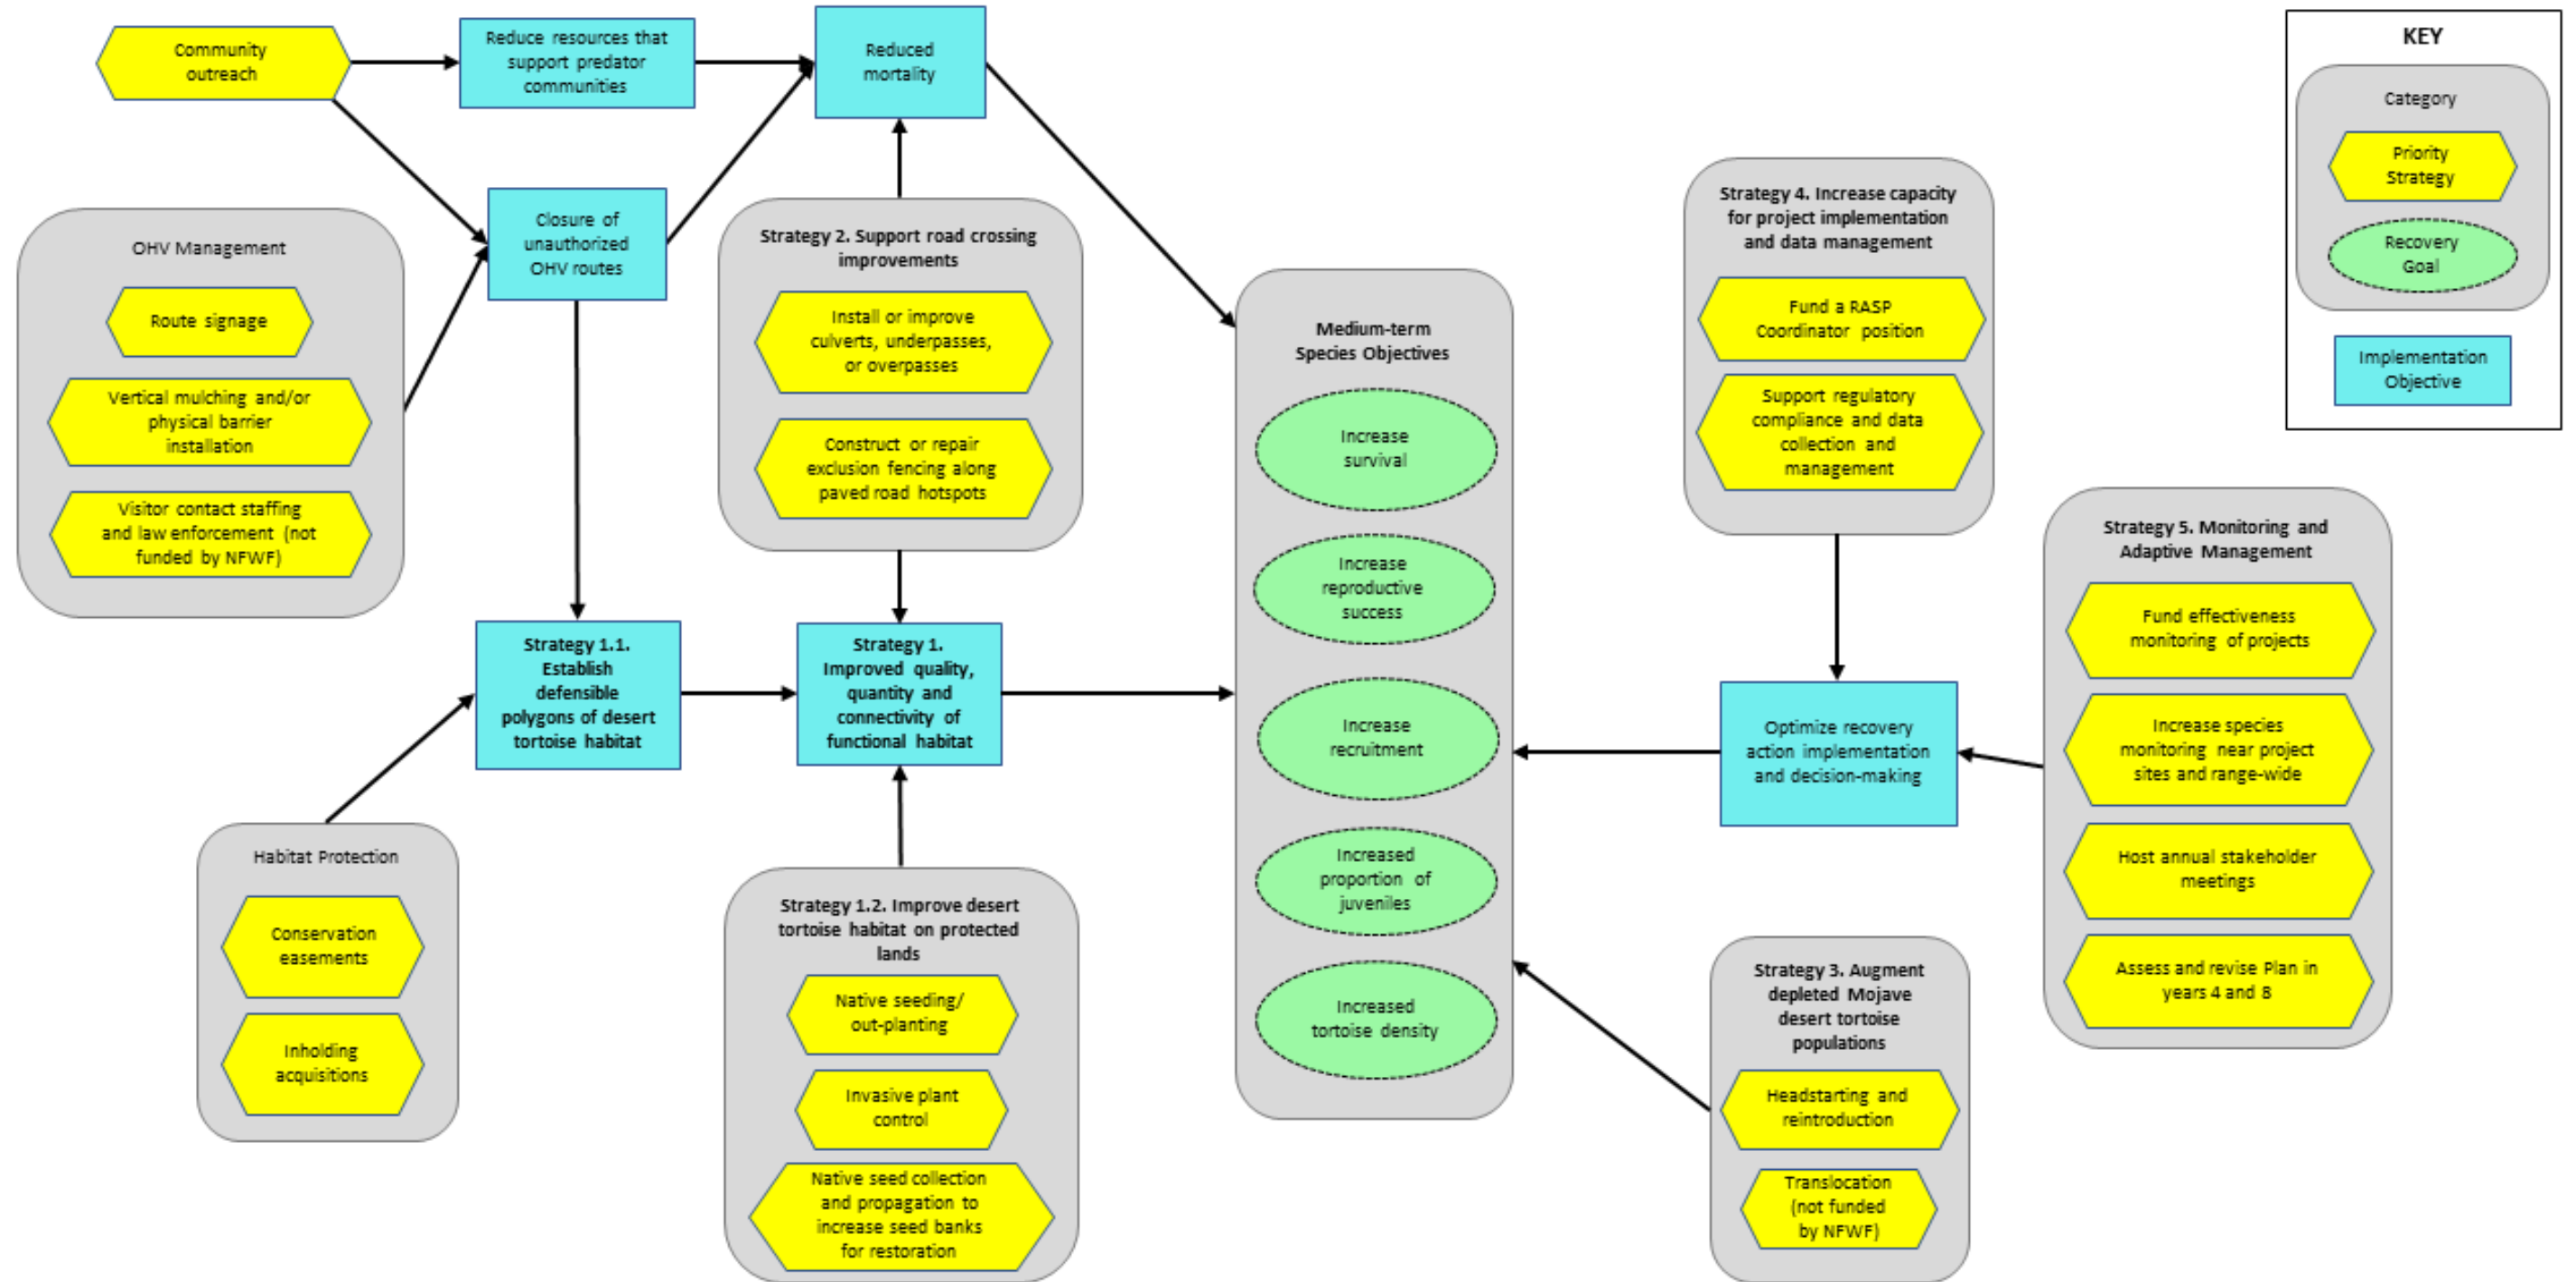 Community
outreach
Reduce resources that
support predator
communities
Reduced
mortality
OHV Management
Route signage
Vertical mulching and/or
physical barrier
installation
Visitor contact staffing
and law enforcement (not
funded by NFWF)
Closure of
unauthorized
OHV routes
Strategy 2. Support road crossing
improvements
Install or improve
culverts, underpasses,
or overpasses
Construct or repair
exclusion fencing along
paved road hotspots
Strategy 1.1.
Establish
defensible
polygons of desert
tortoise habitat
Strategy 1.
Improved quality,
quantity and
connectivity of
functional habitat
Habitat Protection
Conservation
easements
Inholding
acquisitions
Strategy 1.2. Improve desert
tortoise habitat on protected
lands
Native seeding/
out-planting
Invasive plant
control
Native seed collection
and propagation to
increase seed banks
for restoration
Medium-term
Species Objectives
Increase
survival
Increase
reproductive
success
Increase
recruitment
Increased
proportion of
juveniles
Increased
tortoise density
Strategy 4. Increase capacity
for project implementation
and data management
Fund a RASP
Coordinator position
Support regulatory
compliance and data
collection and
management
Optimize recovery
action implementation
and decision-making
Strategy 3. Augment
depleted Mojave
desert tortoise
populations
Headstarting and
reintroduction
Translocation
(not funded
by NFWF)
Strategy 5. Monitoring and
Adaptive Management
Fund effectiveness
monitoring of projects
Increase species
monitoring near project
sites and range-wide
Host annual stakeholder
meetings
Assess and revise Plan in
years 4 and 8
KEY
Category
Priority
Strategy
Recovery
Goal
Implementation
Objective